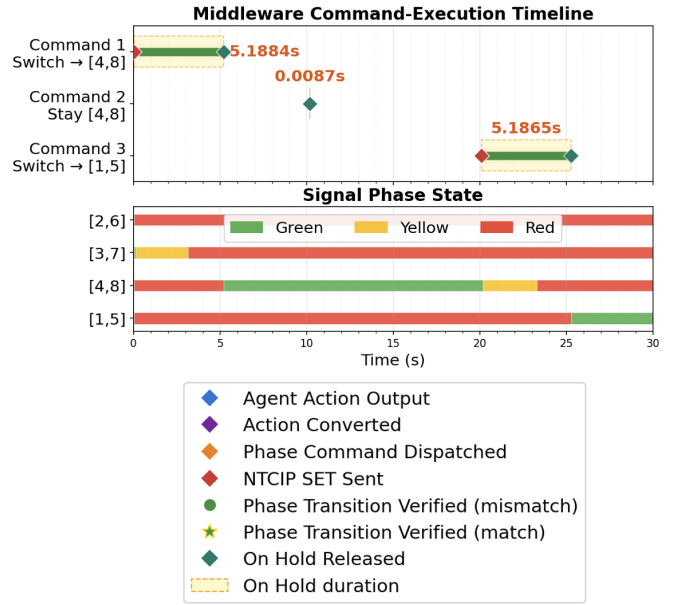 Middleware Command-Execution Timeline
Command 1
Switch → [4,8]
5.1884s
0.0087s
Command 2
Stay [4,8]
5.1865s
Command 3
Switch → [1,5]
Signal Phase State
[2,6]
Green
Yellow
Red
[3,7]
[4,8]
[1,5]
0
5
10
15
20
25
30
Time (s)
Agent Action Output
Action Converted
Phase Command Dispatched
NTCIP SET Sent
Phase Transition Verified (mismatch)
Phase Transition Verified (match)
On Hold Released
On Hold duration